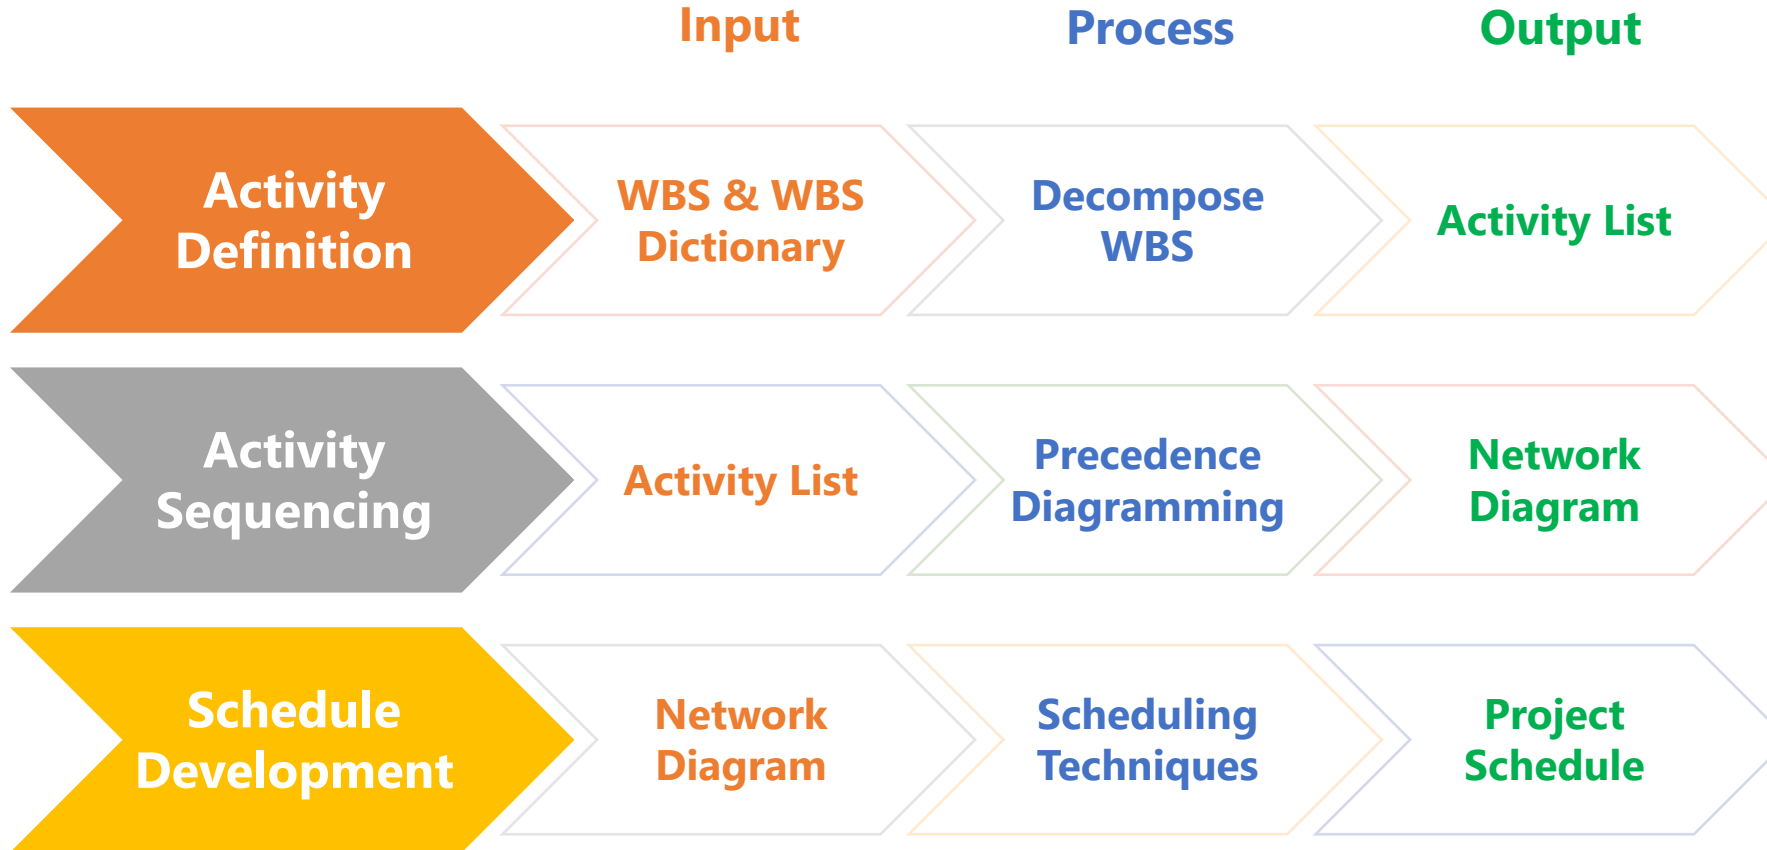 Input
Process
Output
Activity
Definition
WBS & WBS
Dictionary
Decompose
WBS
Activity List
Activity
Sequencing
Activity List
Precedence
Diagramming
Network
Diagram
Schedule
Development
Network
Diagram
Scheduling
Techniques
Project
Schedule